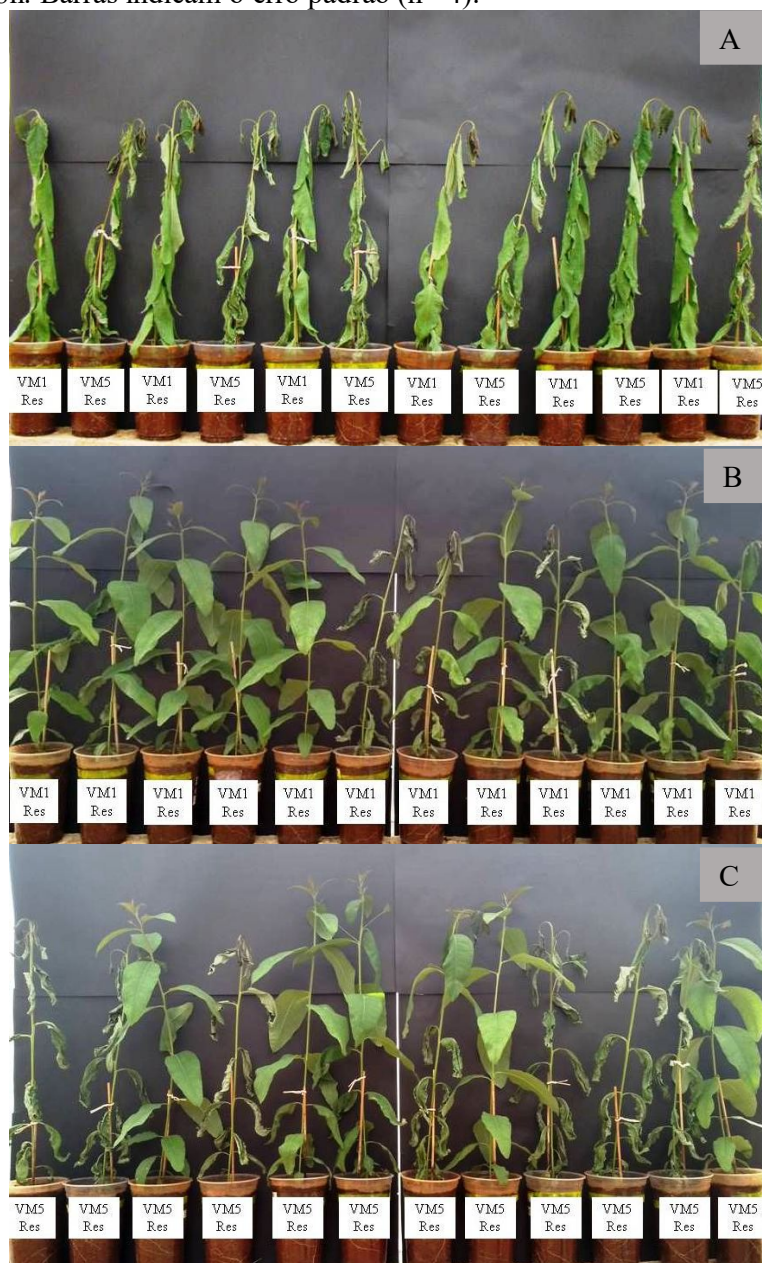 on. Barras indicam o erro padrão (n= 4).
A
VM1 VM5 VM1 VM5 VM1 VM5 VM1 VM5 VM1 VM5 VM1 VM5
Res Res Res Res Res Res Res Res Res Res Res Res
B
VM1 VM1 VM1 VM1 VM1 VM1 VM1 VM1 VM1 VM1 VM1 VM1
Res Res Res Res Res Res Res Res Res Res Res Res
C
VM5 VM5 VM5 VM5 VM5 VM5 VM5 VM5 VM5 VM5 VM5 VM5
Res Res Res Res Res Res Res Res Res Res Res Res